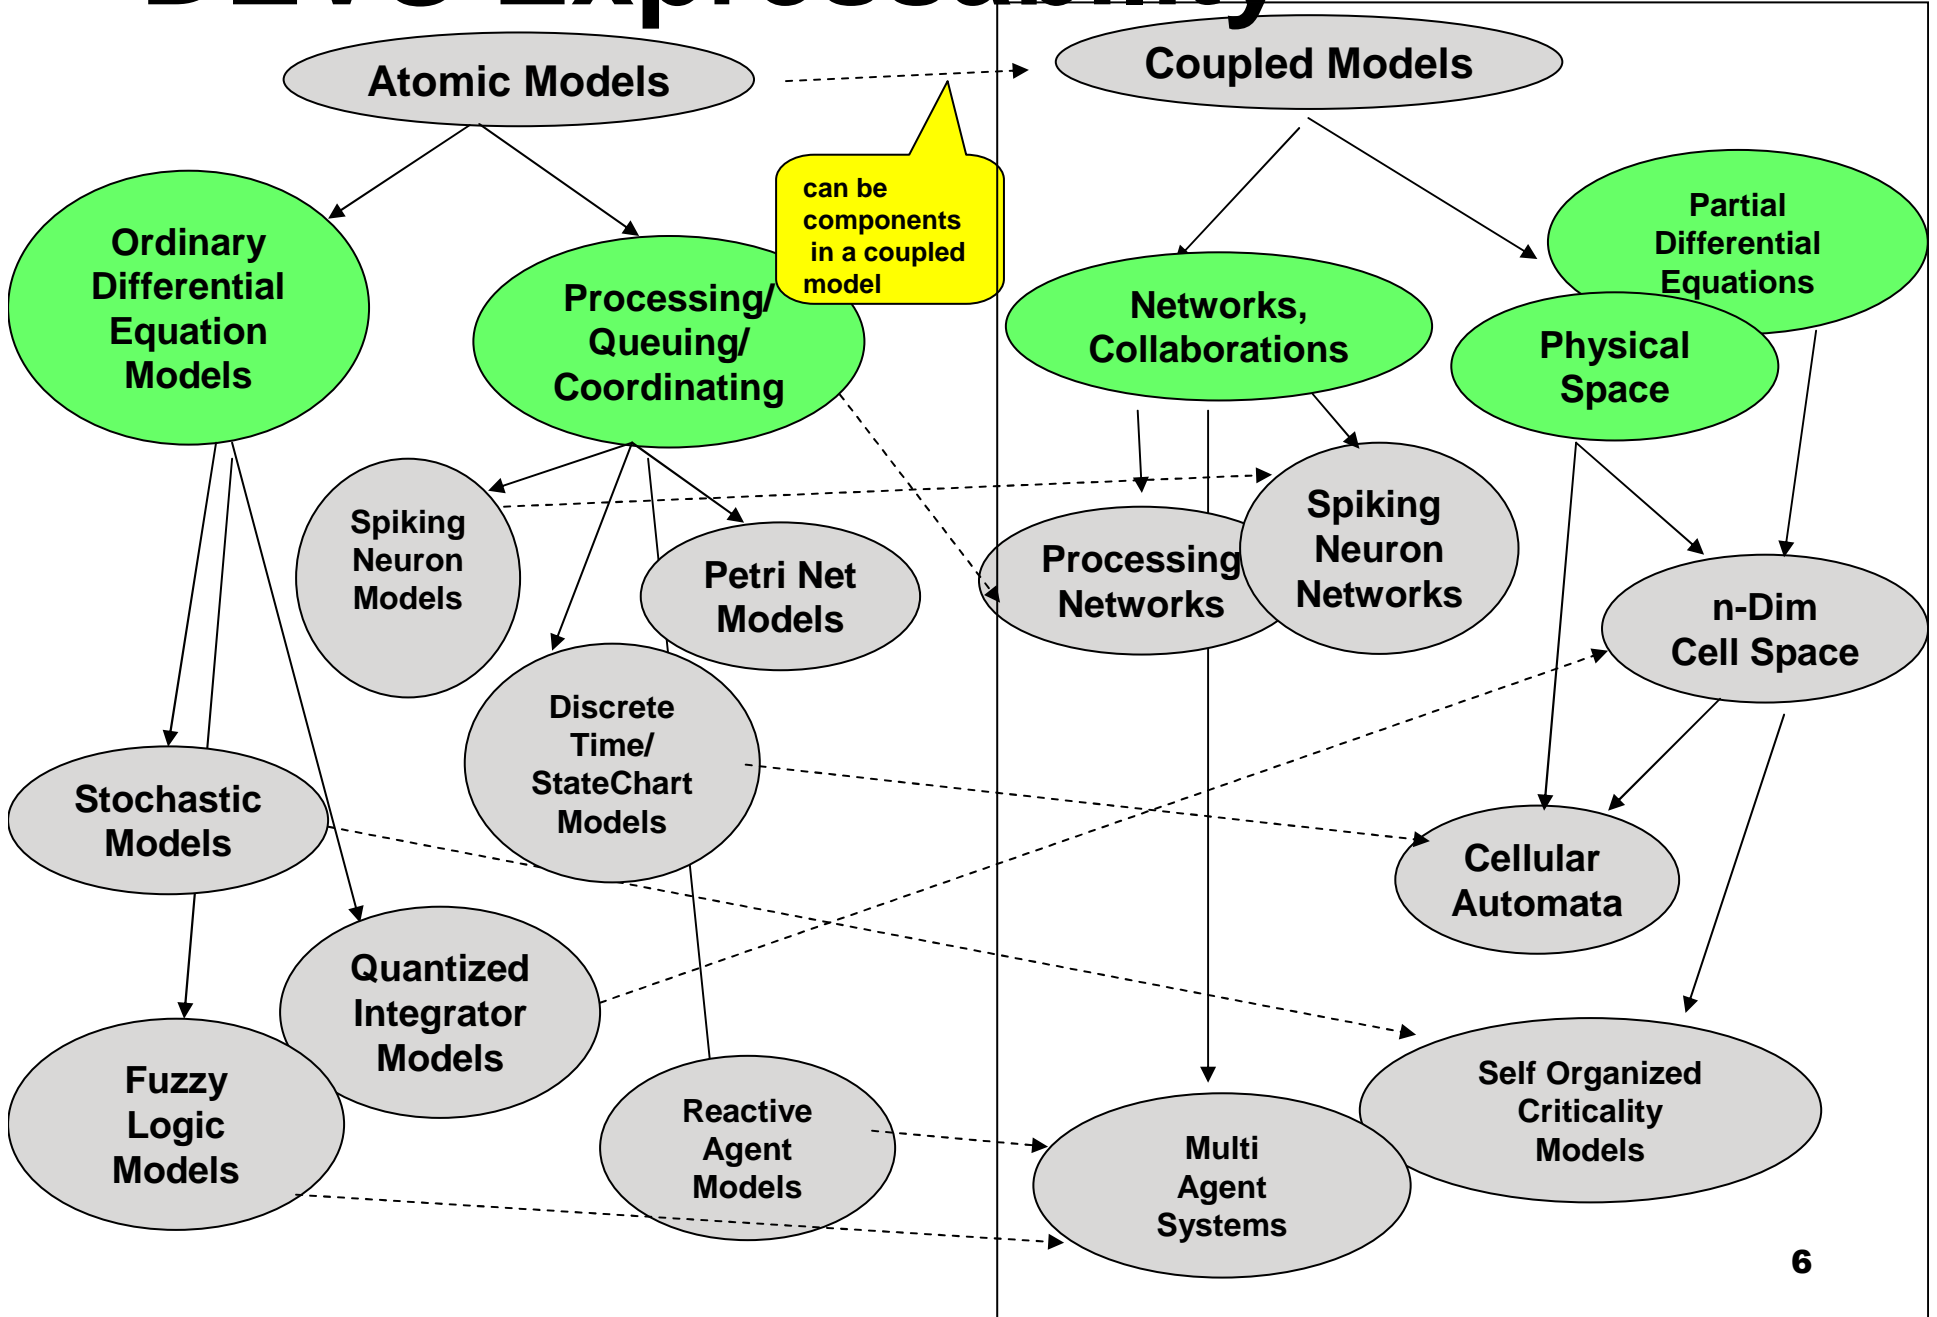 DEVS Expressability
Atomic Models
Coupled Models
can be
components
in a coupled
model
Ordinary
Differential
Equation
Models
Processing/
Queuing/
Coordinating
Networks,
Collaborations
Partial
Differential
Equations
Physical
Space
Spiking
Neuron
Models
Petri Net
Models
Processing
Networks
Spiking
Neuron
Networks
n-Dim
Cell Space
Discrete
Time/
StateChart
Models
Stochastic
Models
Cellular
Automata
Quantized
Integrator
Models
Fuzzy
Logic
Models
Reactive
Agent
Models
Multi
Agent
Systems
Self Organized
Criticality
Models
6